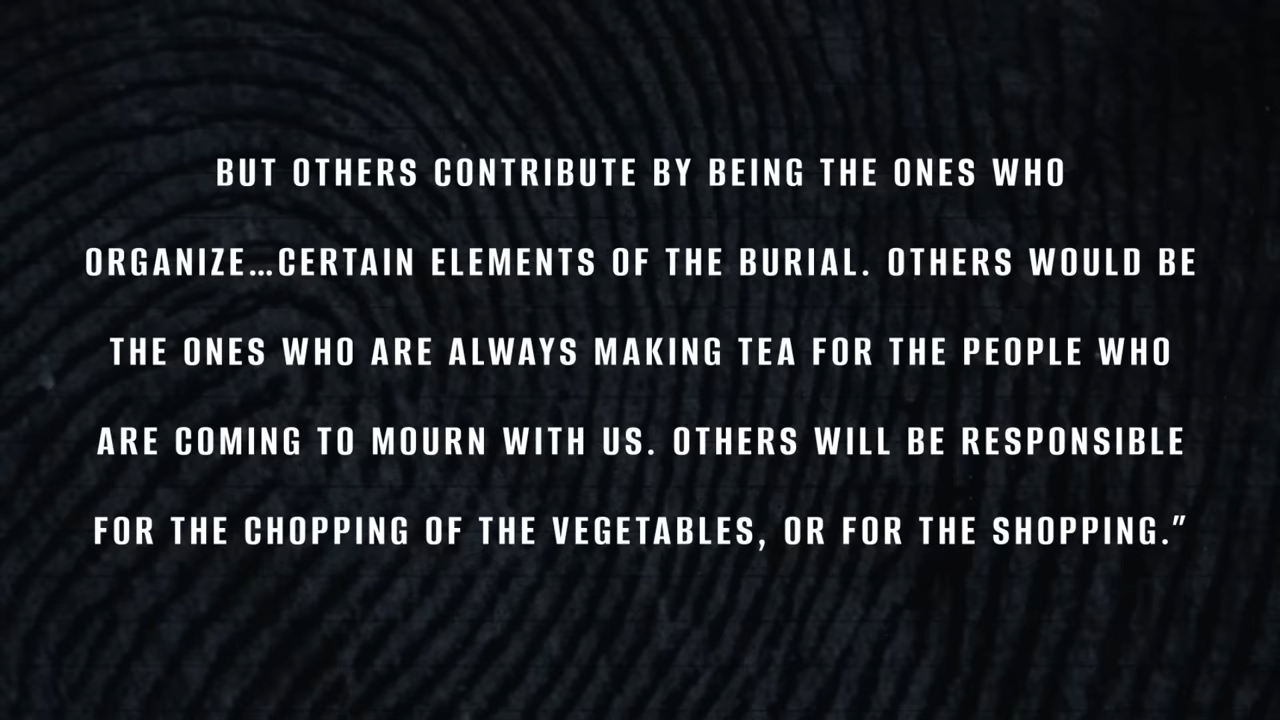 BUT OTHERS CONTRIBUTE BY BEING THE ONES WHO
ORGANIZE...CERTAIN ELEMENTS OF THE BURIAL. OTHERS WOULD BE
THE ONES WHO ARE ALWAYS MAKING TEA FOR THE PEOPLE WHO
ARE COMING TO MOURN WITH US. OTHERS WILL BE RESPONSIBLE
FOR THE CHOPPING OF THE VEGETABLES, OR FOR THE SHOPPING.”